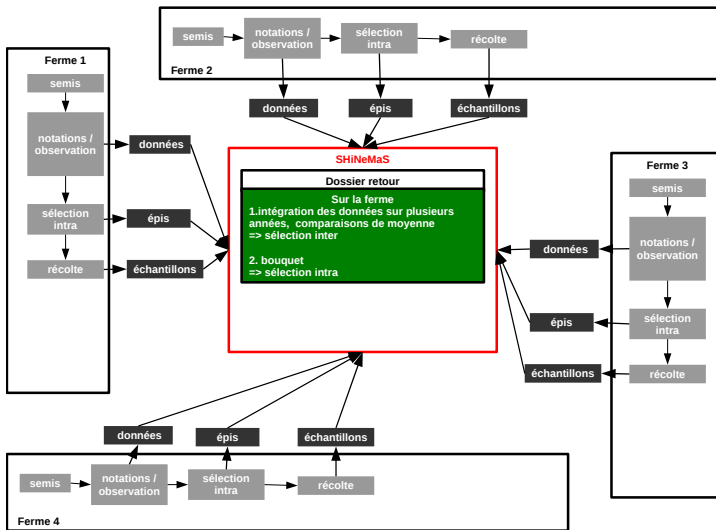 semis
notations /
observation
sélection
intra
récolte
Ferme 2
données
épis
échantillons
Ferme 1
semis
notations /
observation
sélection
intra
récolte
données
épis
échantillons
SHiNeMaS
Dossier retour
Sur la ferme
1.intégration des données sur plusieurs
années, comparaisons de moyenne
=> sélection inter
2. bouquet
=> sélection intra
Ferme 3
semis
notations /
observation
sélection
intra
récolte
données
épis
échantillons
données
épis
échantillons
semis
notations /
observation
sélection
intra
récolte
Ferme 4